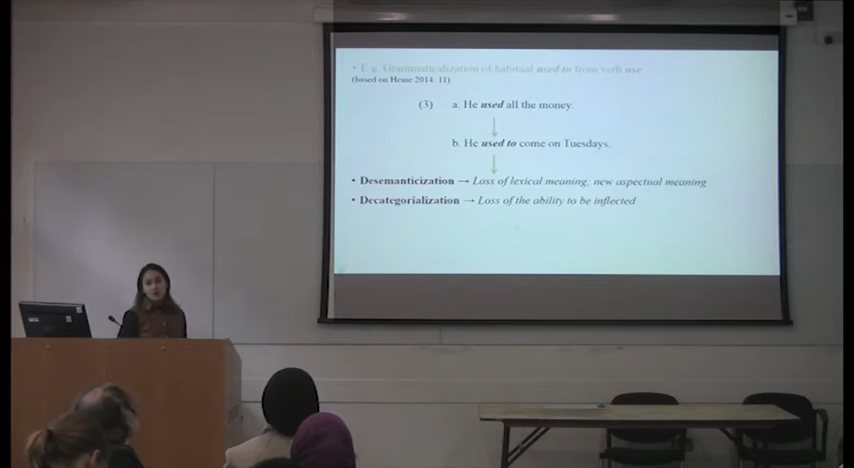 • E.g. Grammaticalization of habitual used to from verb use
(based on Heine 2014: 11)
(3) a. He used all the money.
b. He used to come on Tuesdays.
• Desemanticization → Loss of lexical meaning, new aspectual meaning
• Decategorialization → Loss of the ability to be inflected